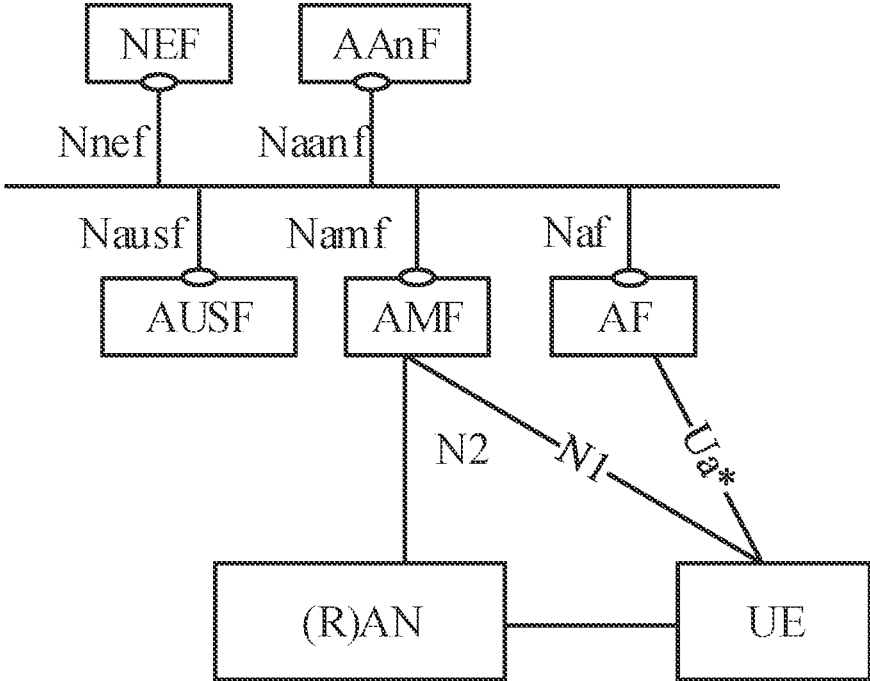 NEF AAnF
Nnef Naanf
Nausf Namf Naf
AUSF AMF AF
N2 N1 Ua*
(R)AN UE